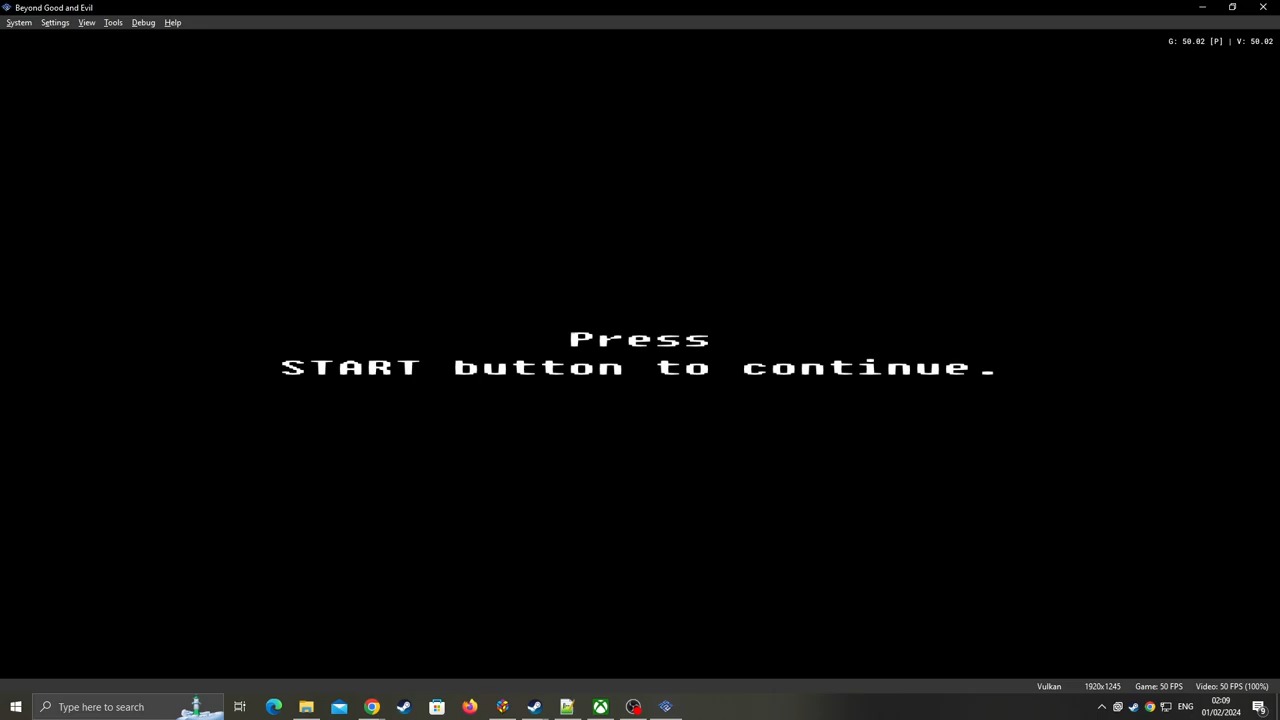 Beyond Good and Evil
System Settings View Tools Debug Help
G: 50.02 [P] | V: 50.02
Press
START button to continue.
Vulkan 1920x1245 Game: 50 FPS Video: 50 FPS (100%)
Type here to search
ENG
02:09
01/02/2024